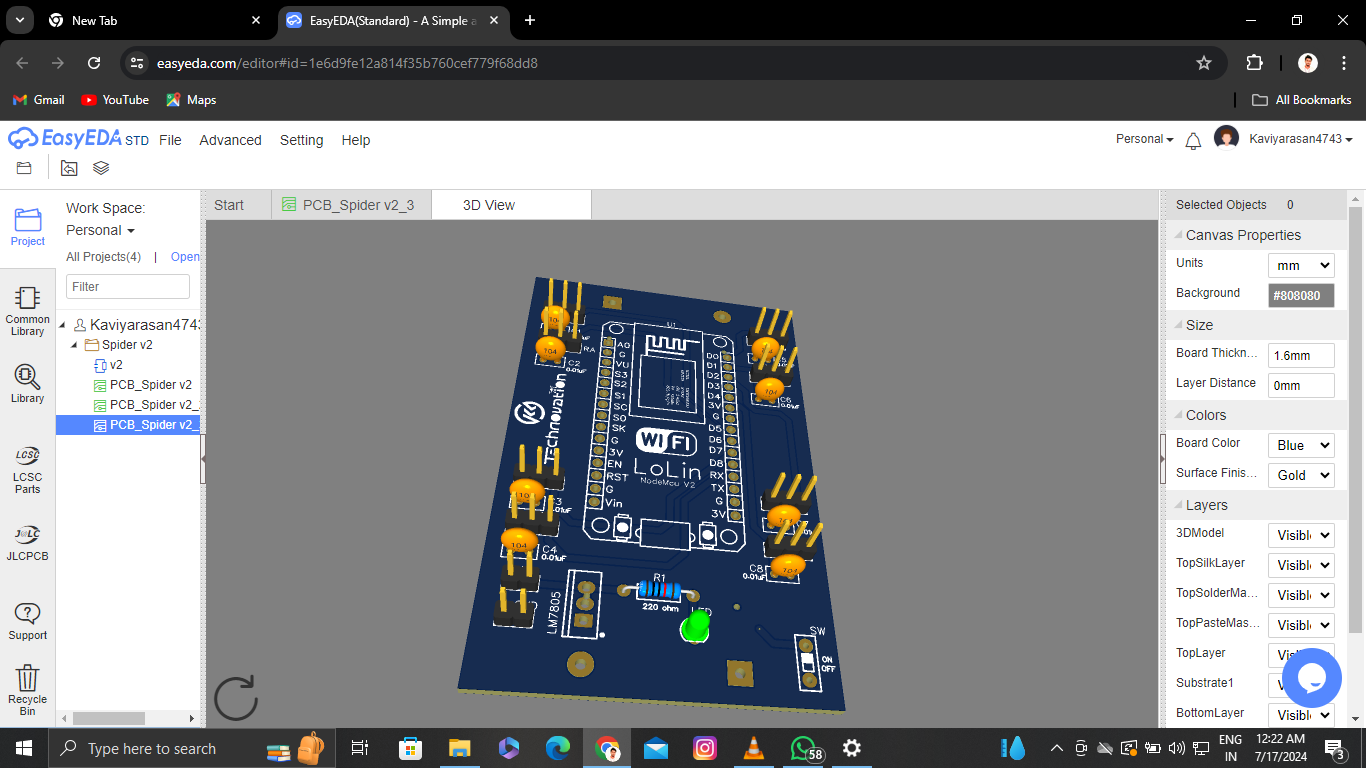 New Tab
EasyEDA(Standard) - A Simple a
easyeda.com/editor#id=1e6d9fe12a814f35b760cef779f68dd8
Gmail YouTube Maps All Bookmarks
EasyEDA STD File Advanced Setting Help Personal Kaviyarasan4743
Project
Common Library
Library
LCSC
LCSC Parts
JLC
JLCPCB
Support
Recycle Bin
Work Space:
Personal
All Projects(4) | Open
Filter
Kaviyarasan4743
Spider v2
v2
PCB_Spider v2
PCB_Spider v2_
PCB_Spider v2_
Start PCB_Spider v2_3 3D View
U1
104
RA
104
C2
0.01uF
A0
G
VU
S3
S2
S1
SC
S0
SK
G
3V
EN
RST
G
Vin
D0
D1
D2
D3
D4
3V
G
D5
D6
D7
D8
RX
TX
G
3V
WIFI
LoLin
NodeMcu V2
Technovation
C6
0.01uF
104
C4
0.01uF
C8
0.01uF
LM7805
R1
220 ohm
LED
SW
ON
OFF
Selected Objects 0
Canvas Properties
Units mm
Background #808080
Size
Board Thickn... 1.6mm
Layer Distance 0mm
Colors
Board Color Blue
Surface Finis... Gold
Layers
3DModel Visibl
TopSilkLayer Visibl
TopSolderMa... Visibl
TopPasteMas... Visibl
TopLayer
Substrate1
BottomLayer Visibl
Type here to search
58
ENG
IN
12:22 AM
7/17/2024
3